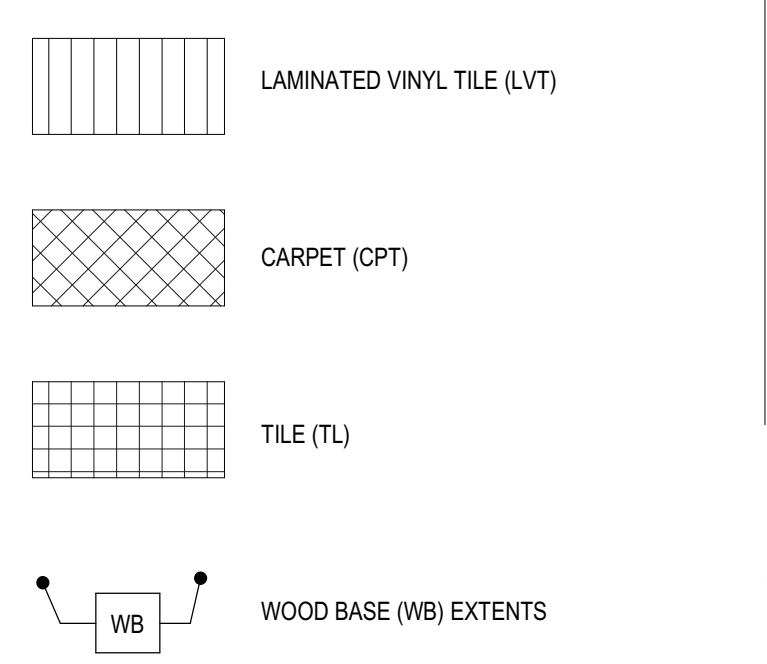 LAMINATED VINYL TILE (LVT)
CARPET (CPT)
TILE (TL)
WB
WOOD BASE (WB) EXTENTS